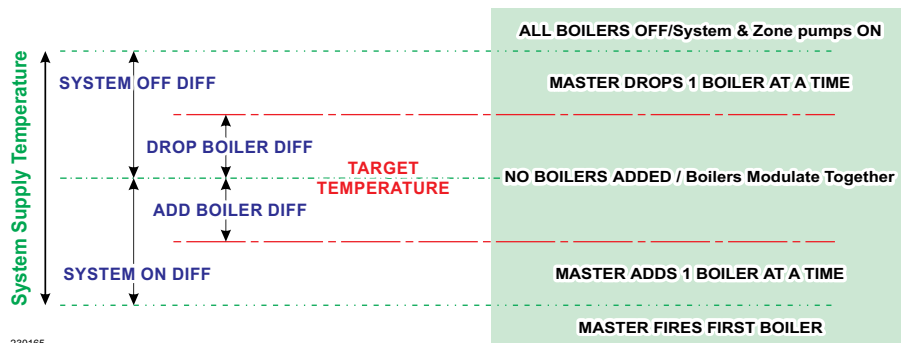 ALL BOILERS OFF/System & Zone pumps ON
SYSTEM OFF DIFF
MASTER DROPS 1 BOILER AT A TIME
DROP BOILER DIFF
System Supply Temperature
TARGET
TEMPERATURE
NO BOILERS ADDED / Boilers Modulate Together
ADD BOILER DIFF
SYSTEM ON DIFF
MASTER ADDS 1 BOILER AT A TIME
MASTER FIRES FIRST BOILER